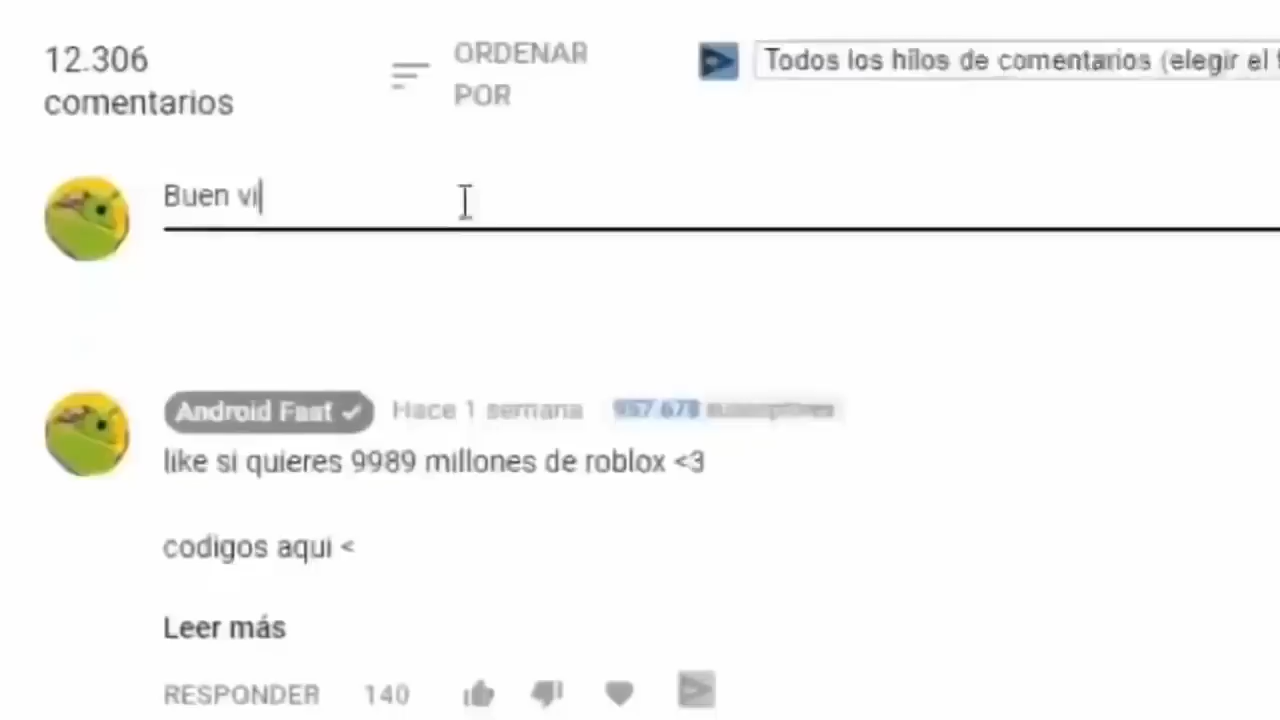 12.306
comentarios
ORDENAR
POR
Todos los hilos de comentarios (elegir el
Buen vi
Android Fast
Hace 1 semana
like si quieres 9989 millones de roblox <3
codigos aqui <
Leer más
RESPONDER
140